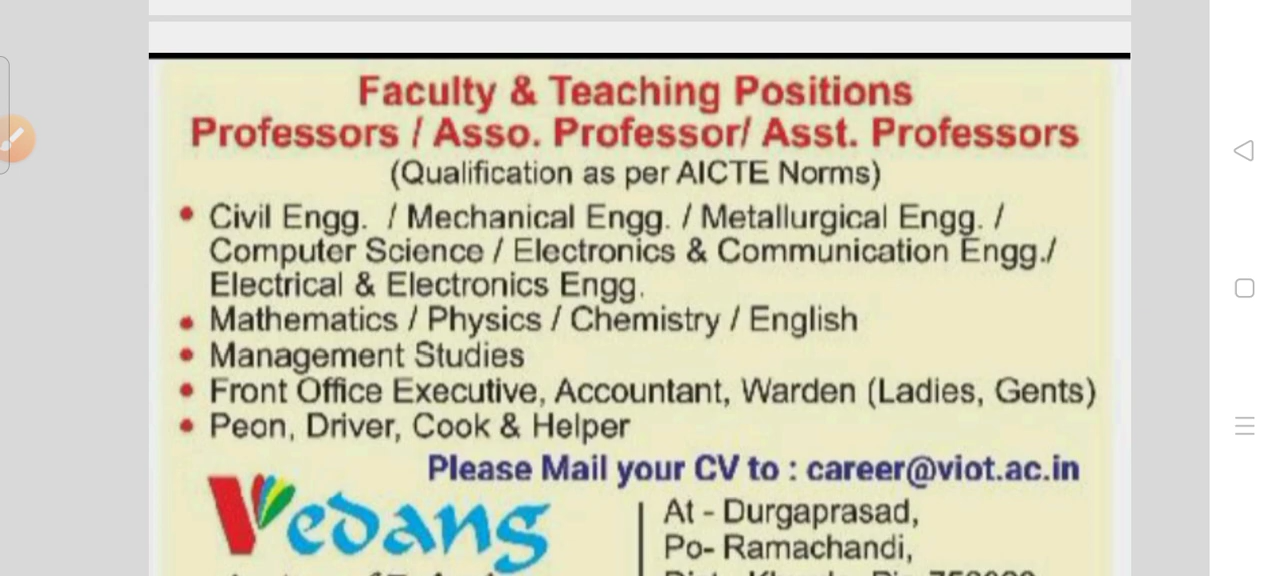 Faculty & Teaching Positions
Professors / Asso. Professor/ Asst. Professors
(Qualification as per AICTE Norms)
• Civil Engg. / Mechanical Engg. / Metallurgical Engg. /
Computer Science / Electronics & Communication Engg./
Electrical & Electronics Engg.
• Mathematics / Physics / Chemistry / English
• Management Studies
• Front Office Executive, Accountant, Warden (Ladies, Gents)
• Peon, Driver, Cook & Helper
Please Mail your CV to : career@viot.ac.in
Vedang
At - Durgaprasad,
Po- Ramachandi,